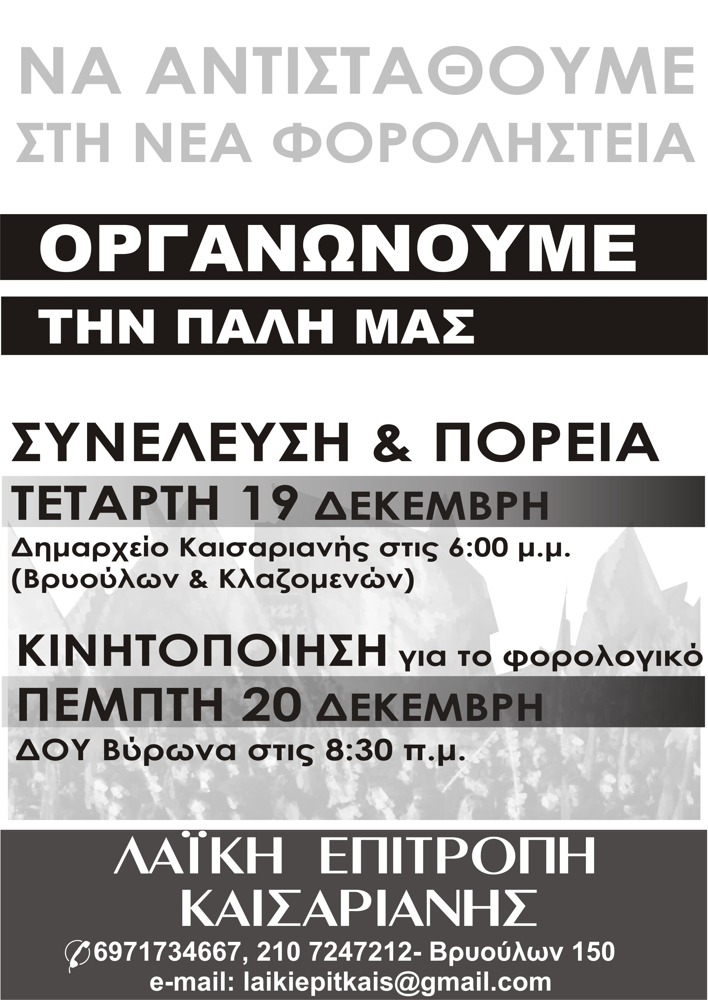 ΝΑ ΑΝΤΙΣΤΑΘΟΥΜΕ
ΣΤΗ ΝΕΑ ΦΟΡΟΛΗΣΤΕΙΑ
ΟΡΓΑΝΩΝΟΥΜΕ
ΤΗΝ ΠΑΛΗ ΜΑΣ
ΣΥΝΕΛΕΥΣΗ & ΠΟΡΕΙΑ
ΤΕΤΑΡΤΗ 19 ΔΕΚΕΜΒΡΗ
Δημαρχείο Καισαριανής στις 6:00 μ.μ.
(Βρυούλων & Κλαζομενών)
ΚΙΝΗΤΟΠΟΙΗΣΗ για το φορολογικό
ΠΕΜΠΤΗ 20 ΔΕΚΕΜΒΡΗ
ΔΟΥ Βύρωνα στις 8:30 π.μ.
ΛΑΪΚΗ ΕΠΙΤΡΟΠΗ
ΚΑΙΣΑΡΙΑΝΗΣ
✆6971734667, 210 7247212- Βρυούλων 150
e-mail: laikiepitkais@gmail.com